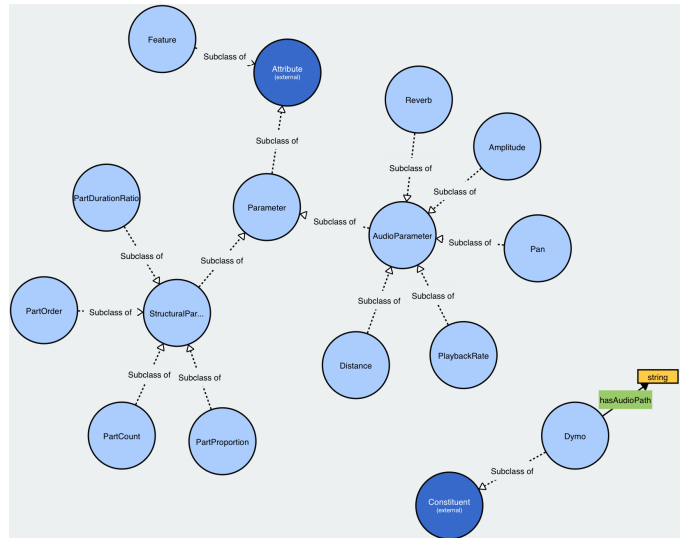 Feature
Subclass of
Attribute
(external)
Reverb
Subclass of
Amplitude
Subclass of
Subclass of
PartDurationRatio
Parameter
Subclass of
AudioParameter
Subclass of
Pan
Subclass of
Subclass of
PartOrder
Subclass of
StructuralPar...
Subclass of
Subclass of
Distance
PlaybackRate
Subclass of
Subclass of
string
hasAudioPath
PartCount
PartProportion
Dymo
Subclass of
Constituent
(external)